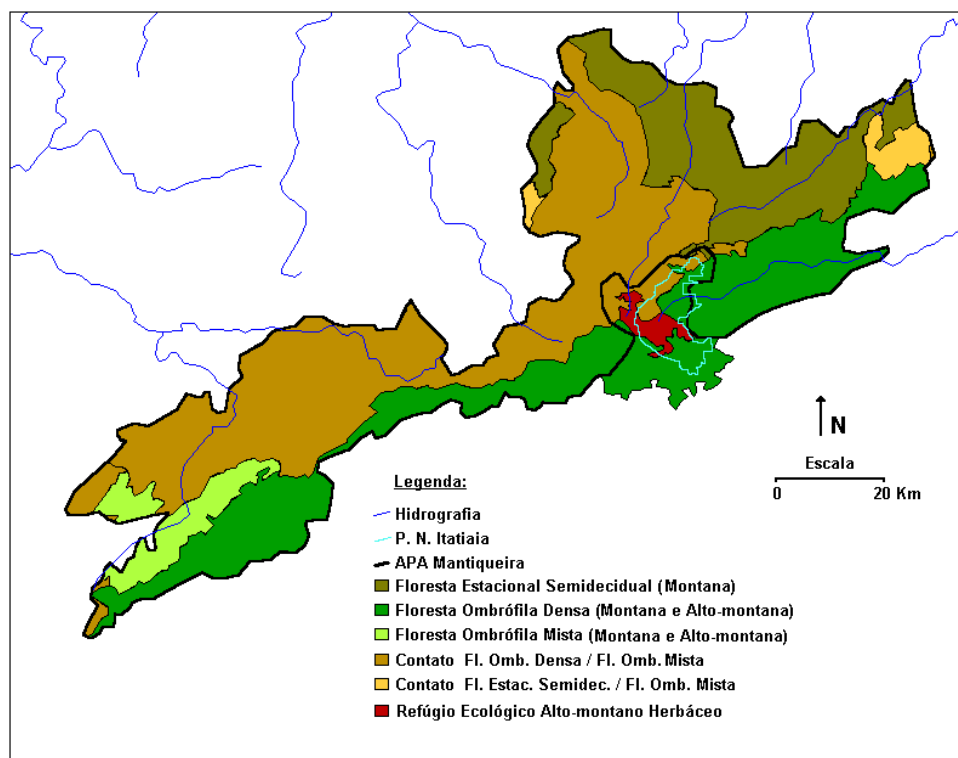 N
Escala
0 20 Km
Legenda:
Hidrografia
P. N. Itatiaia
APA Mantiqueira
Floresta Estacional Semidecidual (Montana)
Floresta Ombrófila Densa (Montana e Alto-montana)
Floresta Ombrófila Mista (Montana e Alto-montana)
Contato Fl. Omb. Densa / Fl. Omb. Mista
Contato Fl. Estac. Semidec. / Fl. Omb. Mista
Refúgio Ecológico Alto-montano Herbáceo